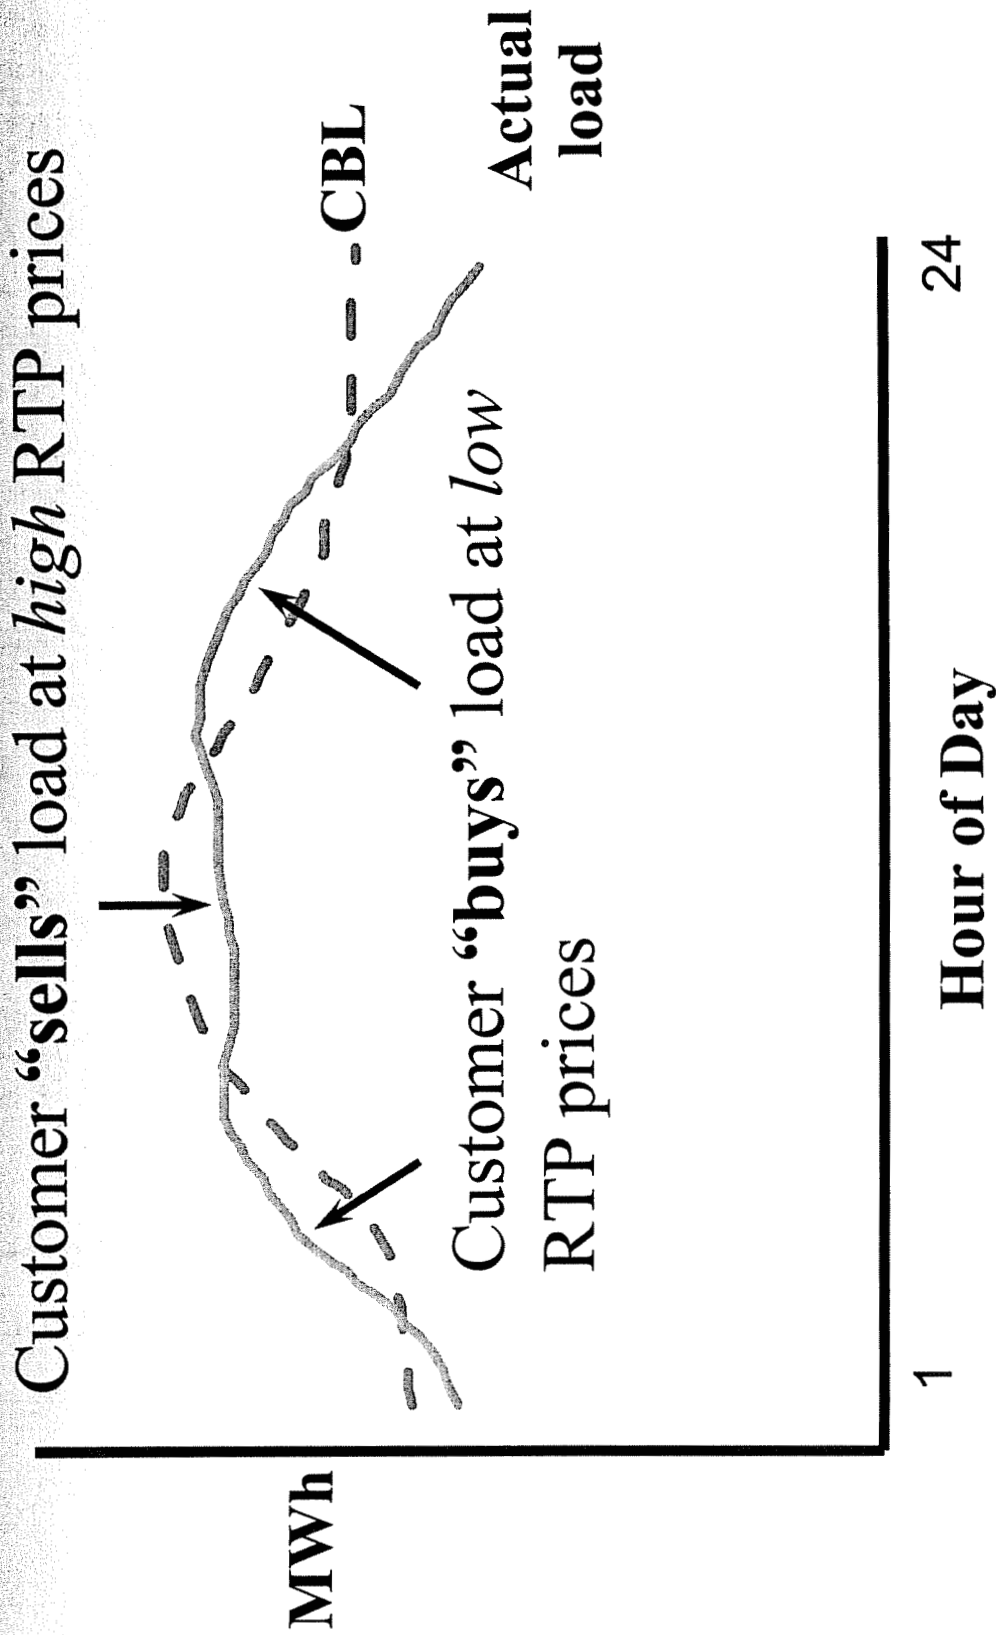 Customer “sells” load at high RTP prices
MWh
CBL
Actual
load
Customer “buys” load at low
RTP prices
1
24
Hour of Day